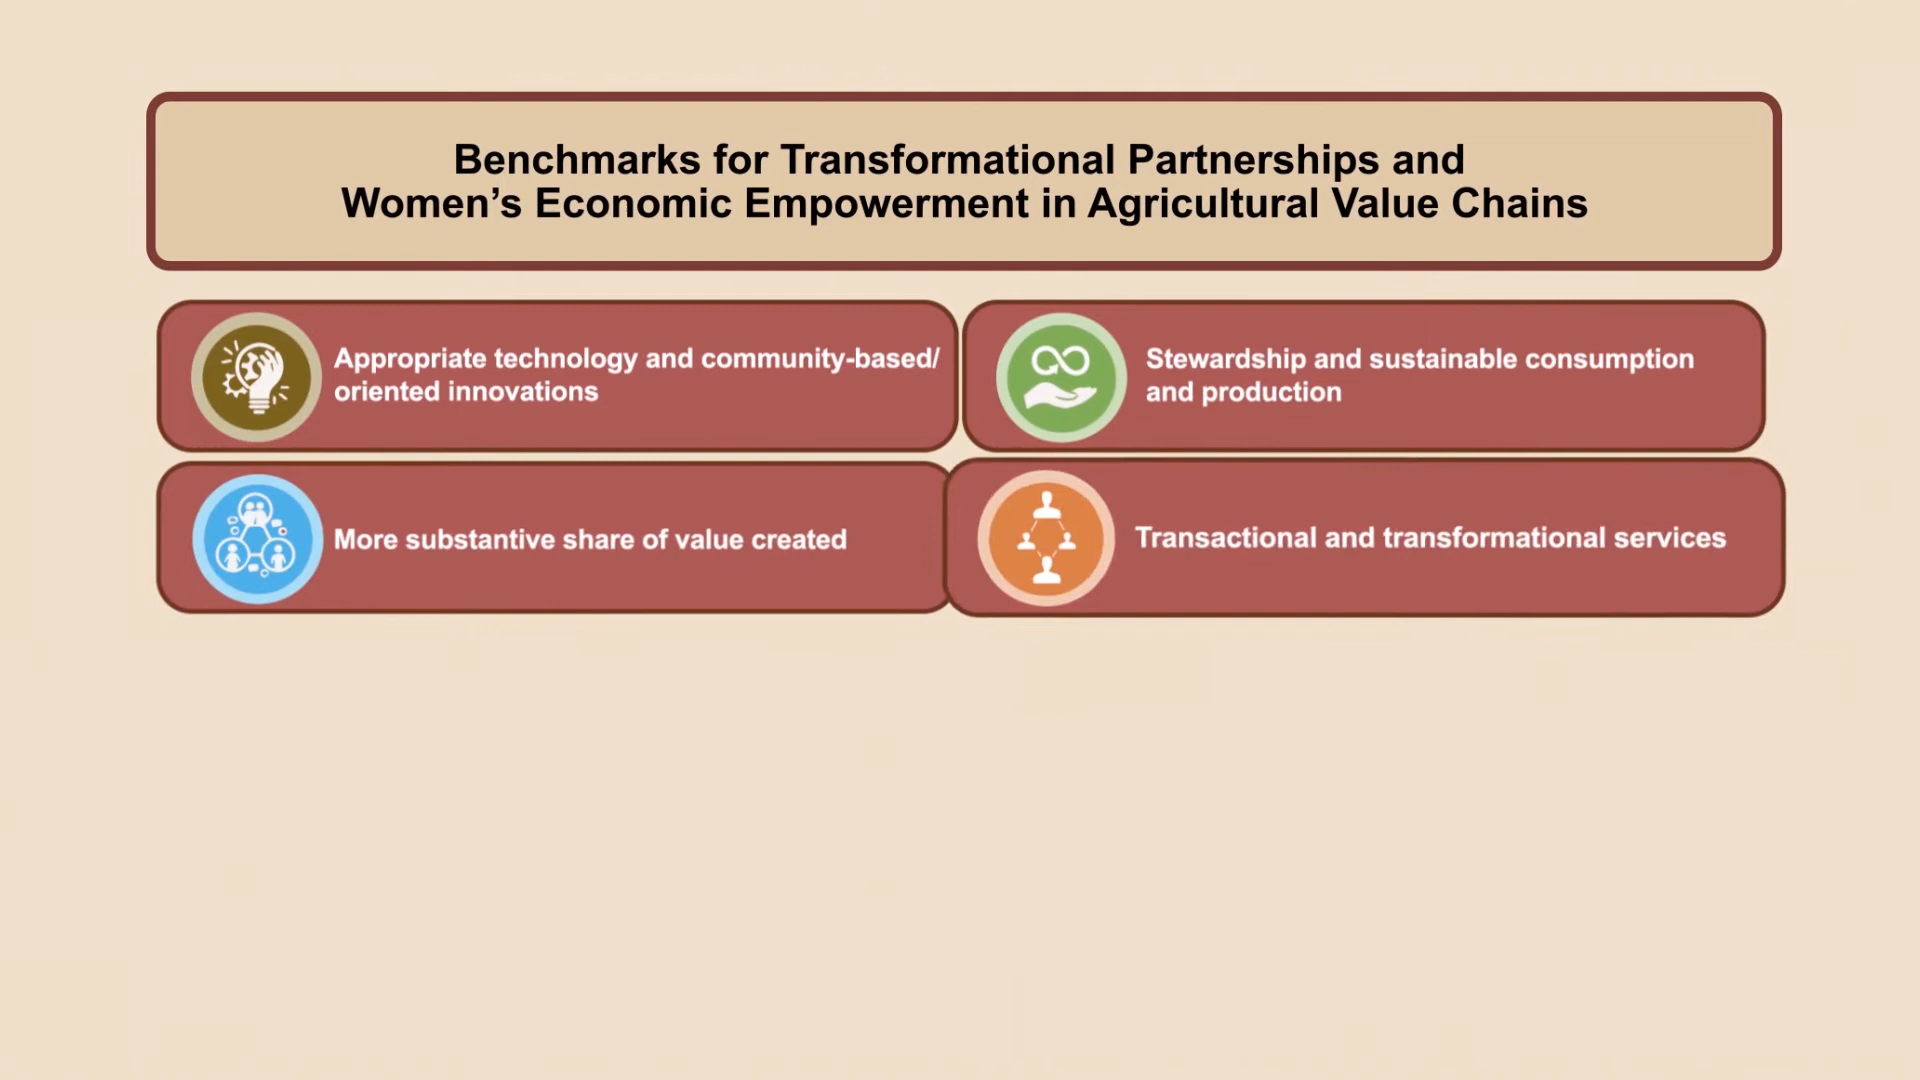 Benchmarks for Transformational Partnerships and
Women’s Economic Empowerment in Agricultural Value Chains
Appropriate technology and community-based/
oriented innovations
Stewardship and sustainable consumption
and production
More substantive share of value created
Transactional and transformational services